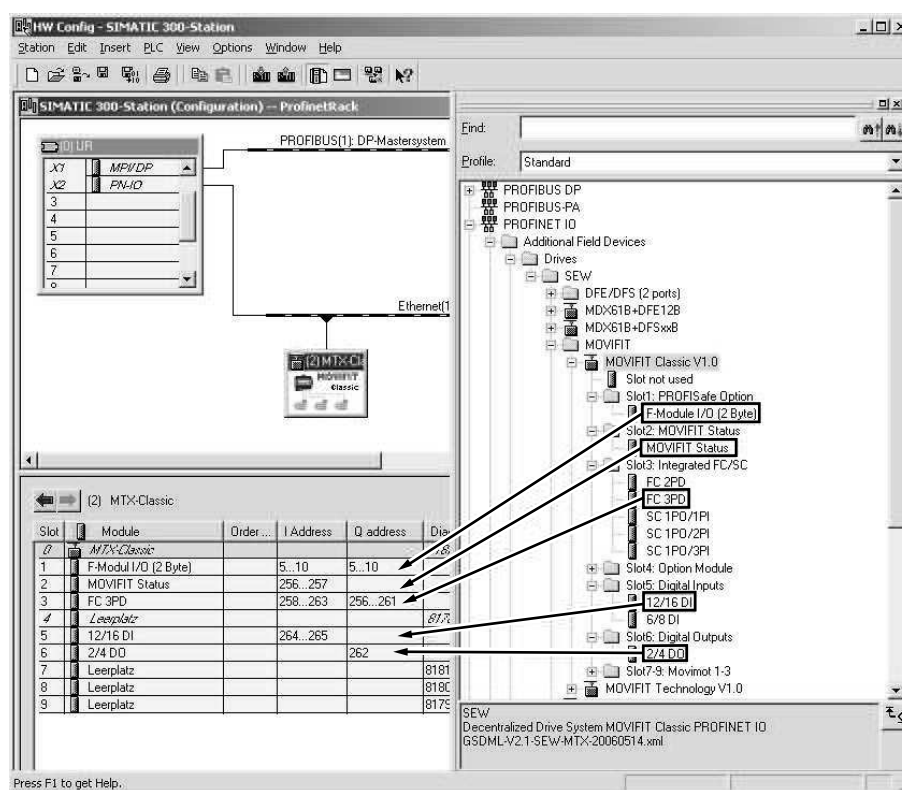 HW Config - SIMATIC 300-Station
Station Edit Insert PLC View Options Window Help
SIMATIC 300-Station (Configuration) -- ProfinetRack
(0) UR
X1 MPI/DP
X2 PN-IO
3
4
5
6
7
PROFIBUS(1): DP-Mastersystem
Ethernet(1
(2) MTX-Cl
MOVIFIT
Classic
(2) MTX-Classic
Slot Module Order ... I Address Q address Dia
0 MTX-Classic
1 F-Modul I/O (2 Byte) 5...10 5...10
2 MOVIFIT Status 256...257
3 FC 3PD 258...263 256...261
4 Leerplatz
5 12/16 DI 264...265
6 2/4 DO 262
7 Leerplatz 8181
8 Leerplatz 8180
9 Leerplatz 8179
Find:
Profile: Standard
PROFIBUS DP
PROFIBUS-PA
PROFINET IO
Additional Field Devices
Drives
SEW
DFE/DFS (2 ports)
MDX61B+DFE12B
MDX61B+DFSxxB
MOVIFIT
MOVIFIT Classic V1.0
Slot not used
Slot1: PROFISafe Option
F-Module I/O (2 Byte)
Slot2: MOVIFIT Status
MOVIFIT Status
Slot3: Integrated FC/SC
FC 2PD
FC 3PD
SC 1PO/1PI
SC 1PO/2PI
SC 1PO/3PI
Slot4: Option Module
Slot5: Digital Inputs
12/16 DI
6/8 DI
Slot6: Digital Outputs
2/4 DO
Slot7-9: Movimot 1-3
MOVIFIT Technology V1.0
SEW
Decentralized Drive System MOVIFIT Classic PROFINET IO
GSDML-V2.1-SEW-MTX-20060514.xml
Press F1 to get Help.